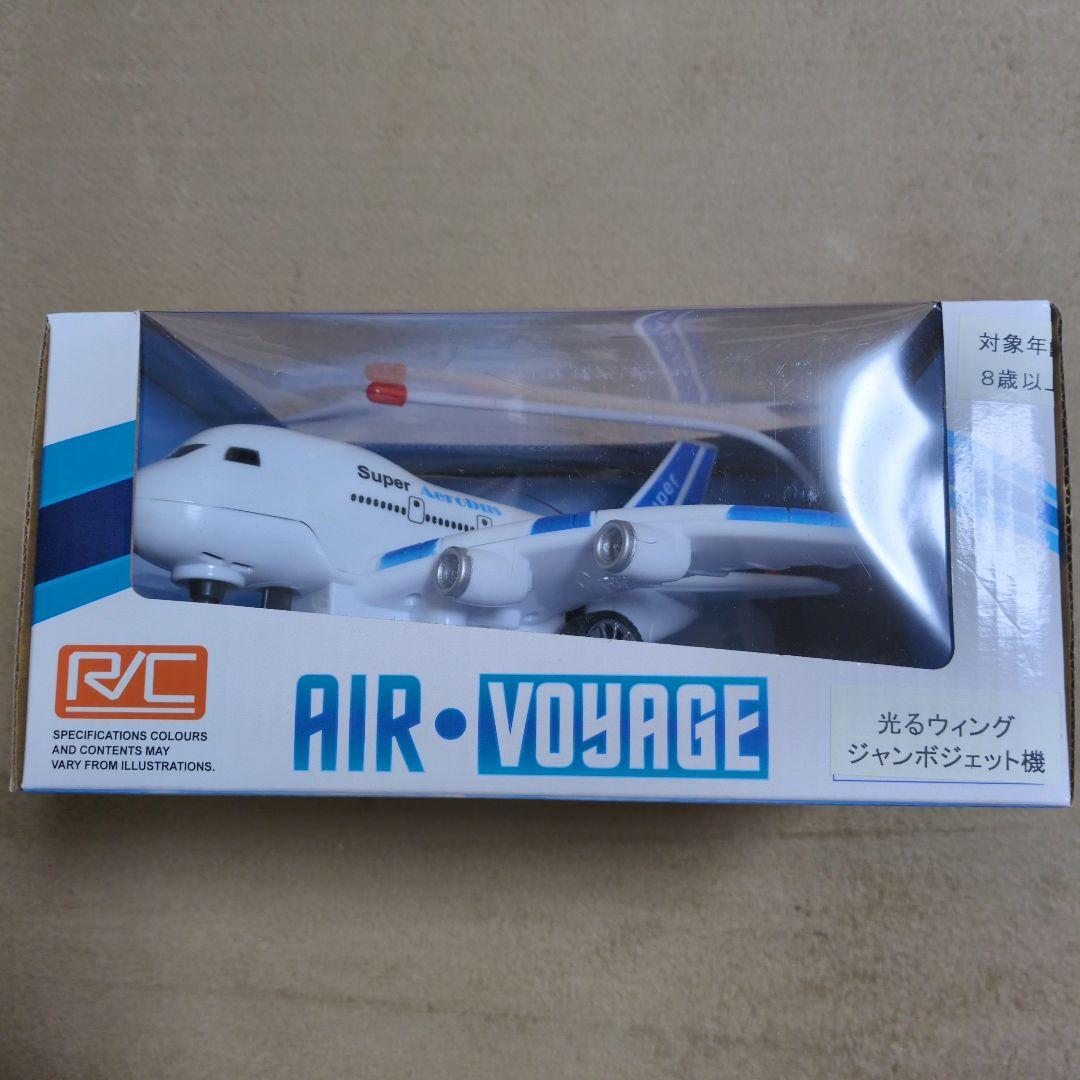 対象年
8歳以
Super Aerobus
Super
R/C
SPECIFICATIONS COLOURS
AND CONTENTS MAY
VARY FROM ILLUSTRATIONS.
AIR・VOYAGE
光るウィング
ジャンボジェット機